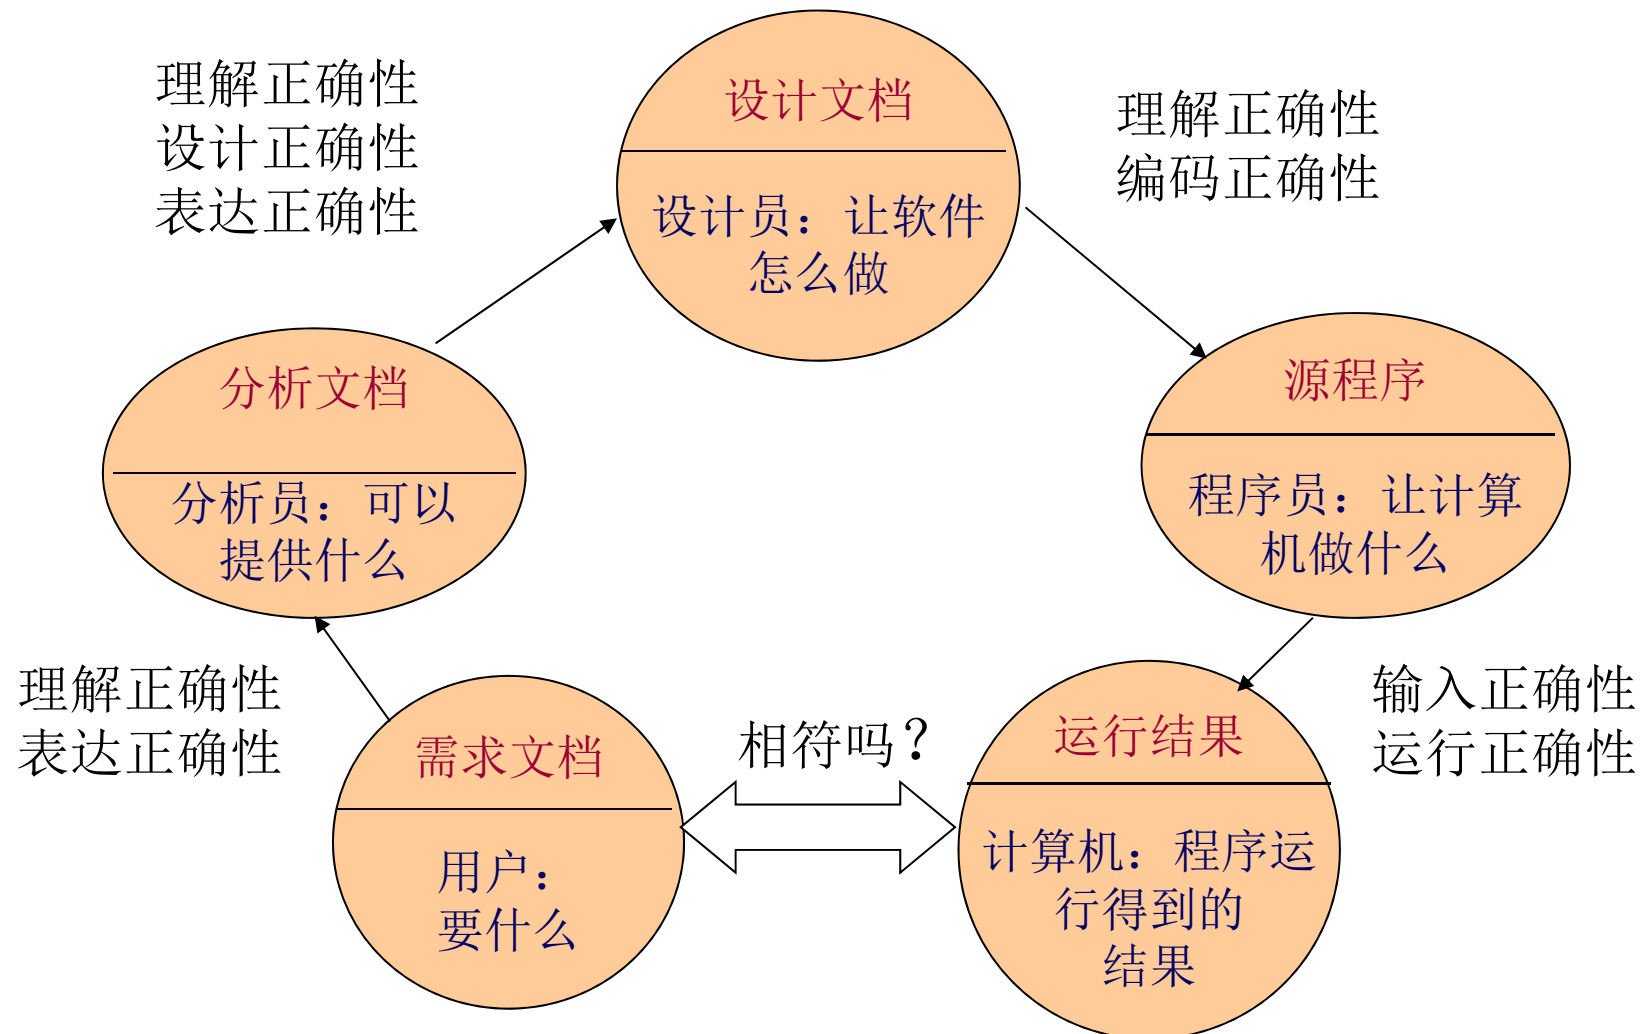 理解正确性
设计正确性
表达正确性
设计文档
设计员：让软件
怎么做
理解正确性
编码正确性
分析文档
分析员：可以
提供什么
源程序
程序员：让计算
机做什么
理解正确性
表达正确性
需求文档
用户：
要什么
相符吗？
运行结果
计算机：程序运
行得到的
结果
输入正确性
运行正确性